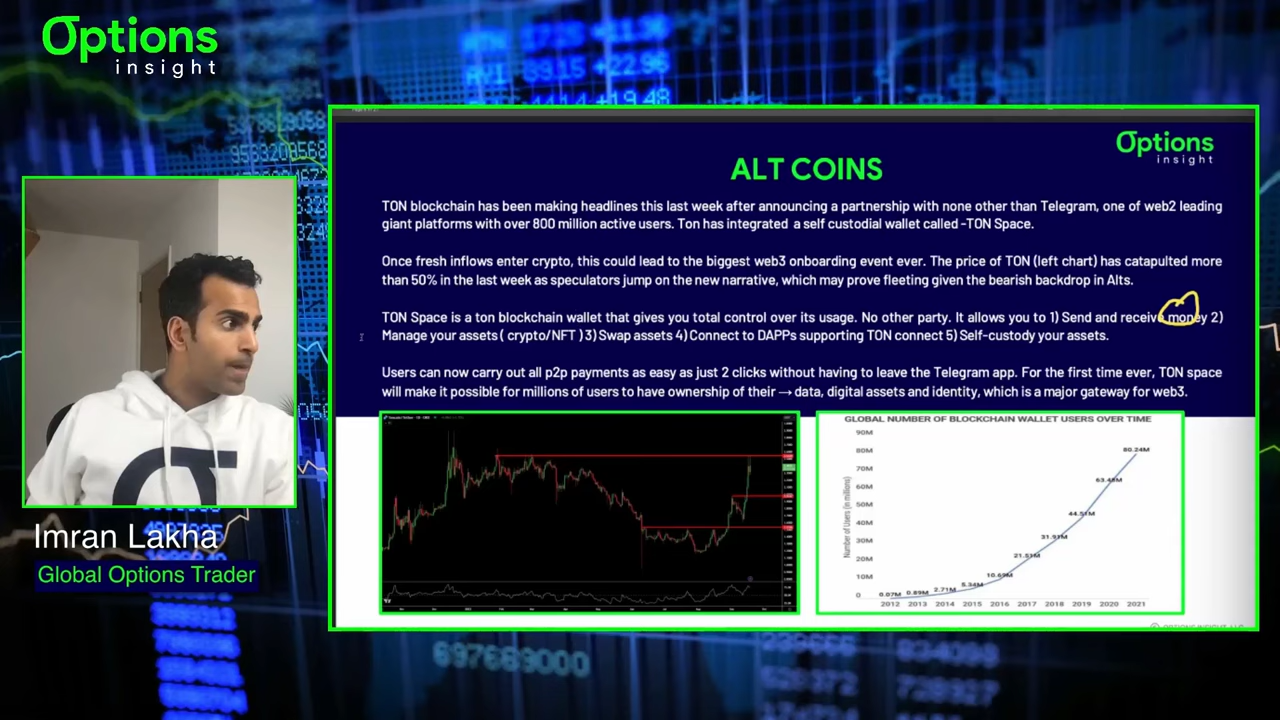 Options
insight
Options
insight
ALT COINS
TON blockchain has been making headlines this last week after announcing a partnership with none other than Telegram, one of web2 leading
giant platforms with over 800 million active users. Ton has integrated a self custodial wallet called -TON Space.
Once fresh inflows enter crypto, this could lead to the biggest web3 onboarding event ever. The price of TON (left chart) has catapulted more
than 50% in the last week as speculators jump on the new narrative, which may prove fleeting given the bearish backdrop in Alts.
TON Space is a ton blockchain wallet that gives you total control over its usage. No other party. It allows you to 1) Send and receive money 2)
Manage your assets ( crypto/NFT ) 3) Swap assets 4) Connect to DAPPs supporting TON connect 5) Self-custody your assets.
Users can now carry out all p2p payments as easy as just 2 clicks without having to leave the Telegram app. For the first time ever, TON space
will make it possible for millions of users to have ownership of their → data, digital assets and identity, which is a major gateway for web3.
GLOBAL NUMBER OF BLOCKCHAIN WALLET USERS OVER TIME
Number of Users (in millions)
90M
80M
70M
60M
50M
40M
30M
20M
10M
0
0.07M
0.89M
2.71M
5.34M
10.69M
21.51M
31.91M
44.51M
63.48M
80.24M
2012 2013 2014 2015 2016 2017 2018 2019 2020 2021
Imran Lakha
Global Options Trader
697669000